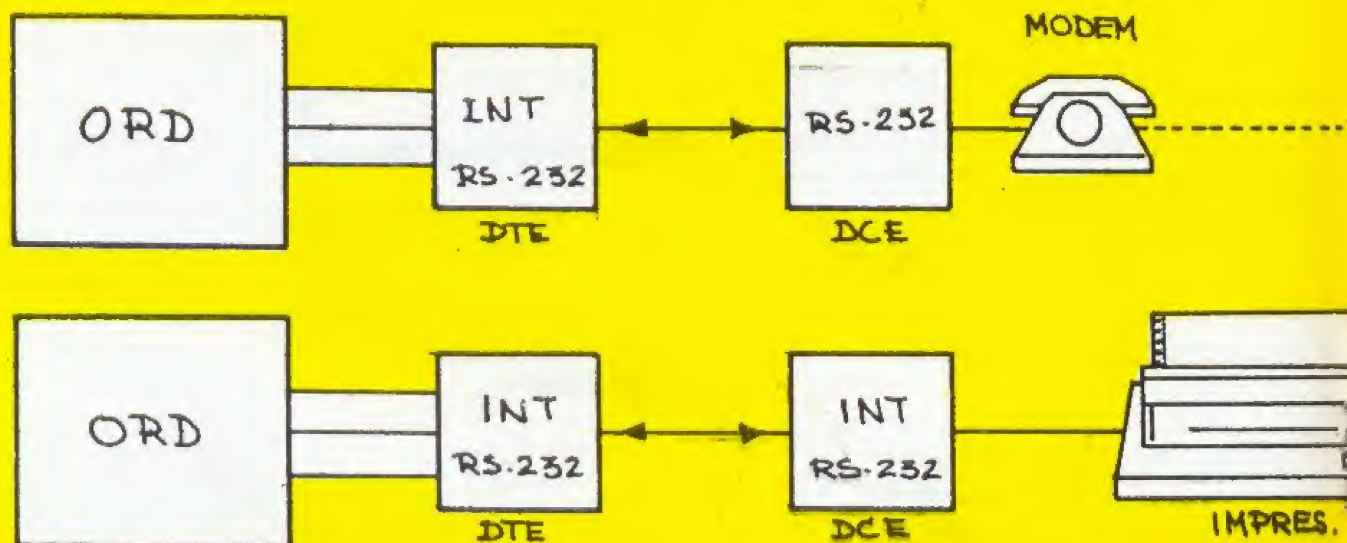 MODEM
ORD
INT
RS-232
DTE
RS-232
DCE
ORD
INT
RS-232
DTE
INT
RS-232
DCE
IMPRES.